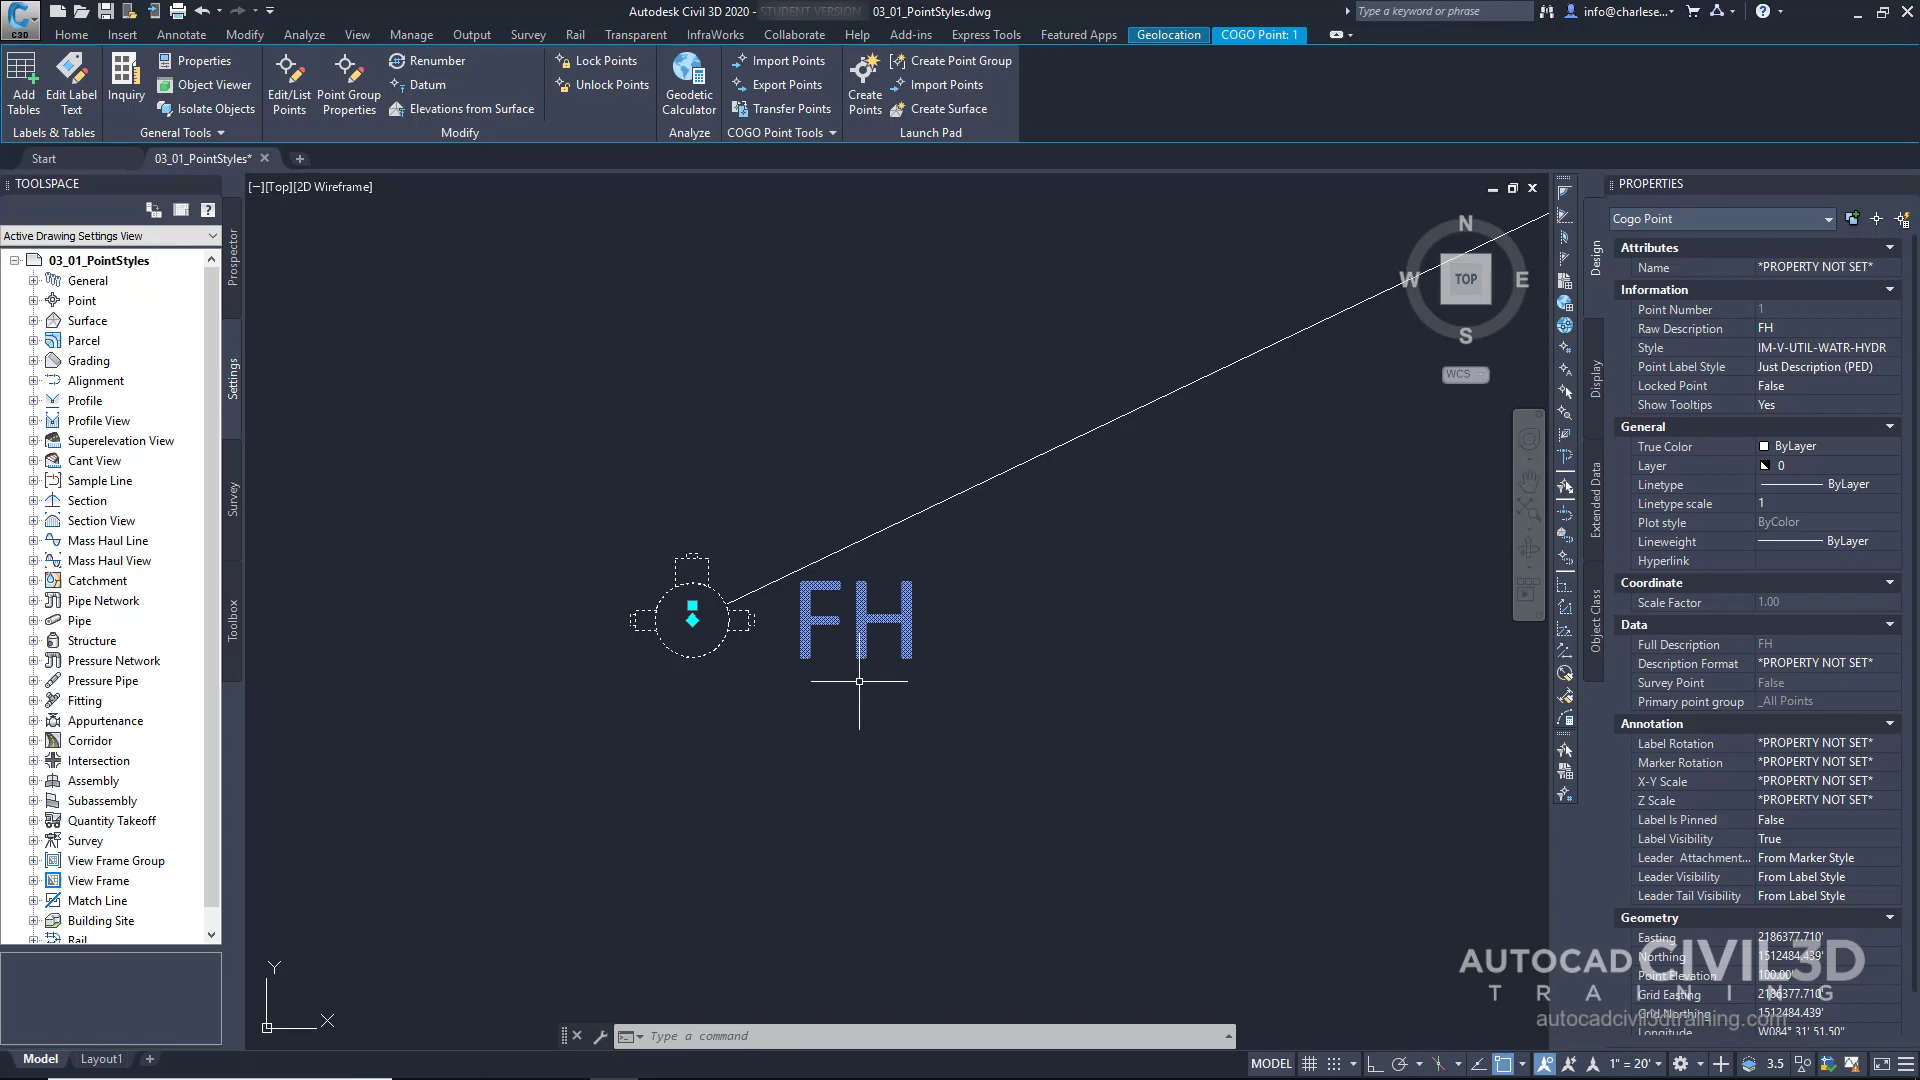 Autodesk Civil 3D 2020 - STUDENT VERSION 03_01_PointStyles.dwg
Type a keyword or phrase
info@charlese...
C3D
Home Insert Annotate Modify Analyze View Manage Output Survey Rail Transparent InfraWorks Collaborate Help Add-ins Express Tools Featured Apps Geolocation COGO Point: 1
Add Tables
Edit Label Text
Labels & Tables
Inquiry
Properties
Object Viewer
Isolate Objects
General Tools
Edit/List Points
Point Group Properties
Renumber
Datum
Elevations from Surface
Lock Points
Unlock Points
Modify
Geodetic Calculator
Analyze
Import Points
Export Points
Transfer Points
COGO Point Tools
Create Points
Create Point Group
Import Points
Create Surface
Launch Pad
Start
03_01_PointStyles*
TOOLSPACE
Active Drawing Settings View
03_01_PointStyles
General
Point
Surface
Parcel
Grading
Alignment
Profile
Profile View
Superelevation View
Cant View
Sample Line
Section
Section View
Mass Haul Line
Mass Haul View
Catchment
Pipe Network
Pipe
Structure
Pressure Network
Pressure Pipe
Fitting
Appurtenance
Corridor
Intersection
Assembly
Subassembly
Quantity Takeoff
Survey
View Frame Group
View Frame
Match Line
Building Site
Rail
Prospector
Settings
Survey
Toolbox
[−][Top][2D Wireframe]
N
W TOP E
S
WCS
FH
Y
X
Type a command
Model Layout1
PROPERTIES
Cogo Point
Design
Display
Extended Data
Object Class
Attributes
Name *PROPERTY NOT SET*
Information
Point Number 1
Raw Description FH
Style IM-V-UTIL-WATR-HYDR
Point Label Style Just Description (PED)
Locked Point False
Show Tooltips Yes
General
True Color ByLayer
Layer 0
Linetype ByLayer
Linetype scale 1
Plot style ByColor
Lineweight ByLayer
Hyperlink
Coordinate
Scale Factor 1.00
Data
Full Description FH
Description Format *PROPERTY NOT SET*
Survey Point False
Primary point group _All Points
Annotation
Label Rotation *PROPERTY NOT SET*
Marker Rotation *PROPERTY NOT SET*
X-Y Scale *PROPERTY NOT SET*
Z Scale *PROPERTY NOT SET*
Label Is Pinned False
Label Visibility True
Leader Attachment... From Marker Style
Leader Visibility From Label Style
Leader Tail Visibility From Label Style
Geometry
Easting 2186377.710'
Northing 1512484.439'
Point Elevation 100.00'
Grid Easting 2186377.710'
Grid Northing 1512484.439'
Longitude W084° 31' 51.50"
AUTOCAD CIVIL 3D
TRAINING
autocadcivil3dtraining.com
MODEL 1" = 20' 3.5